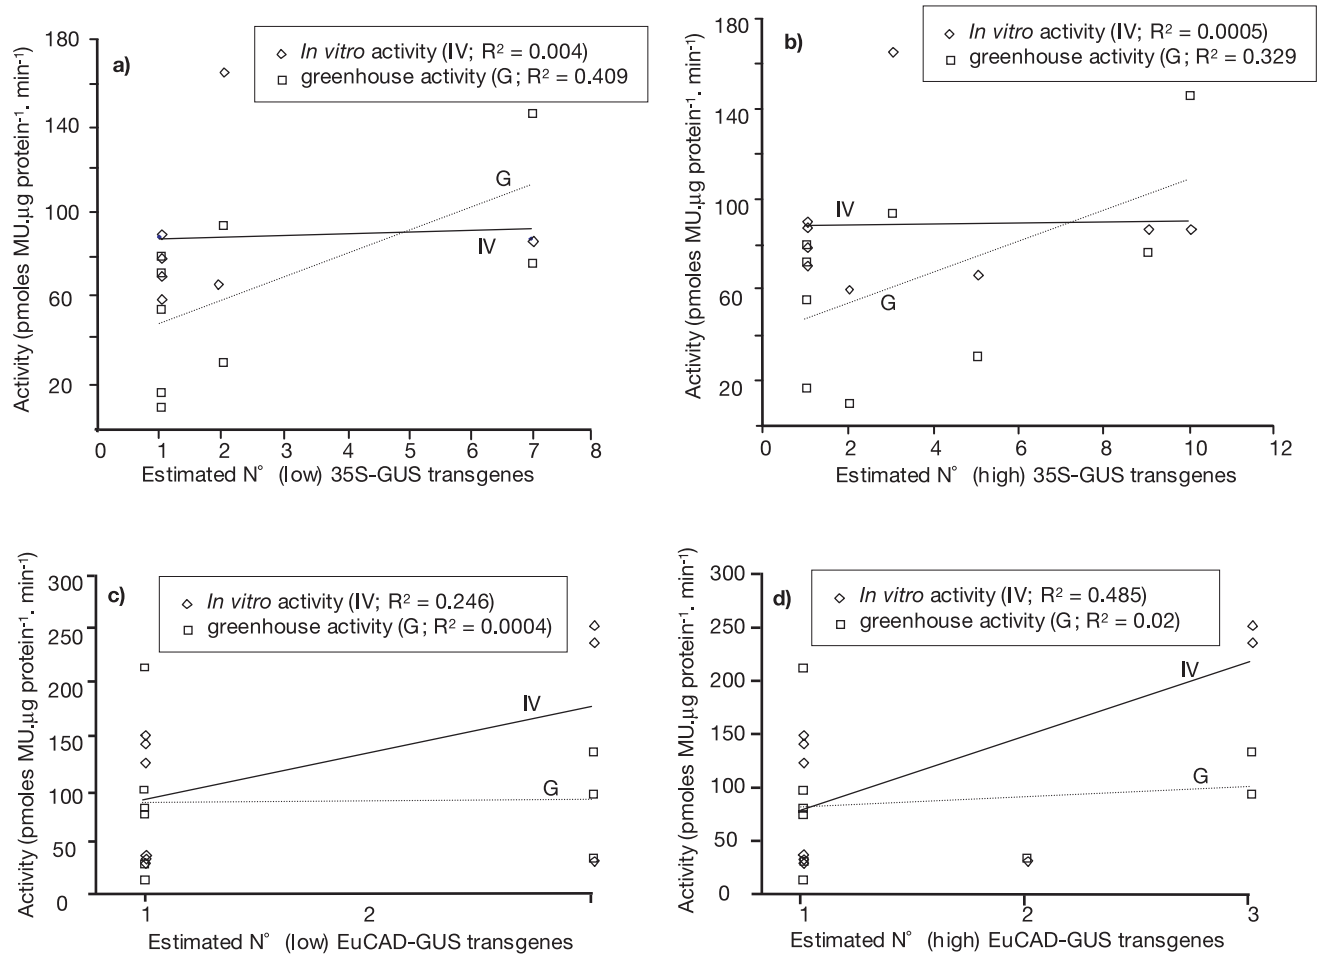 a)
In vitro activity (IV; R² = 0.004)
greenhouse activity (G; R² = 0.409
Activity (pmoles MU.µg protein⁻¹. min⁻¹)
180
140
100
60
20
G
IV
0 1 2 3 4 5 6 7 8
Estimated N° (low) 35S-GUS transgenes
b)
In vitro activity (IV; R² = 0.0005)
greenhouse activity (G; R² = 0.329
Activity (pmoles MU.µg protein⁻¹. min⁻¹)
180
140
100
60
20
IV
G
0 2 4 6 8 10 12
Estimated N° (high) 35S-GUS transgenes
c)
In vitro activity (IV; R² = 0.246)
greenhouse activity (G; R² = 0.0004)
Activity (pmoles MU.µg protein⁻¹. min⁻¹)
300
250
200
150
100
50
0
IV
G
1 2
Estimated N° (low) EuCAD-GUS transgenes
d)
In vitro activity (IV; R² = 0.485)
greenhouse activity (G; R² = 0.02)
Activity (pmoles MU.µg protein⁻¹. min⁻¹)
300
250
200
150
100
50
0
IV
G
1 2 3
Estimated N° (high) EuCAD-GUS transgenes